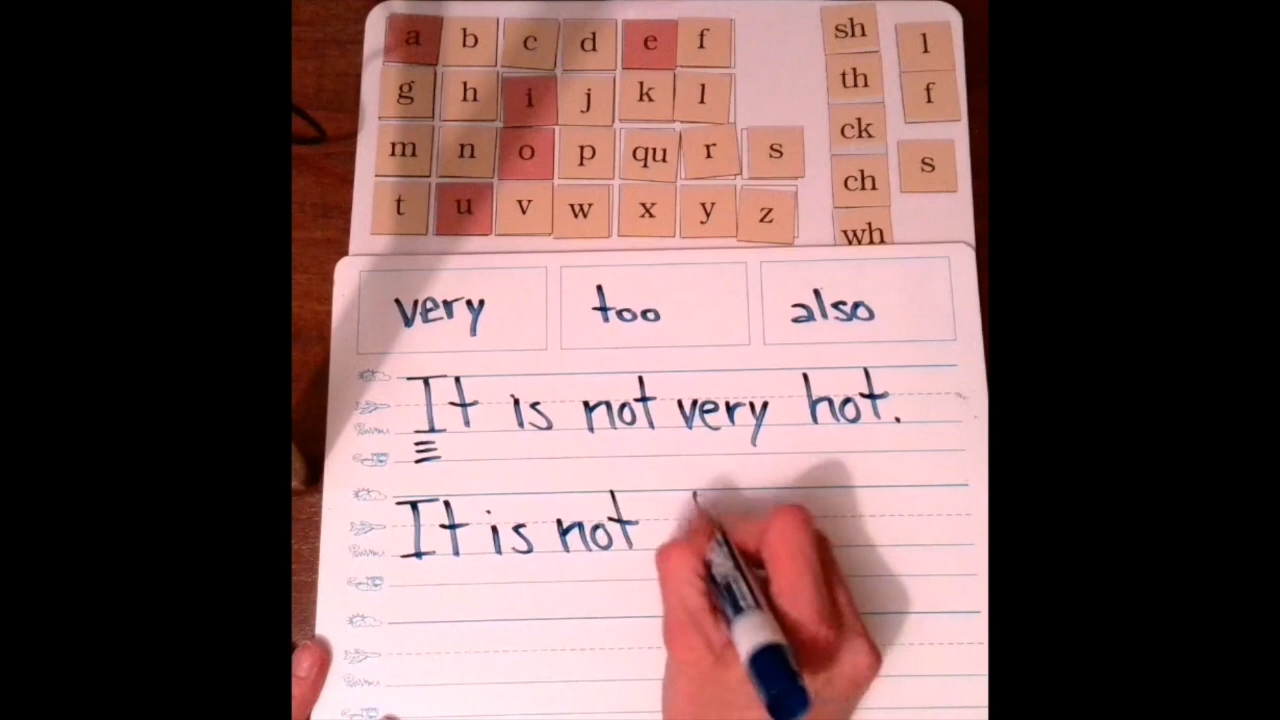 a b c d e f sh l
g h i j k l th f
m n o p qu r s ck s
t u v w x y z ch
wh
very too also
It is not very hot.
It is not